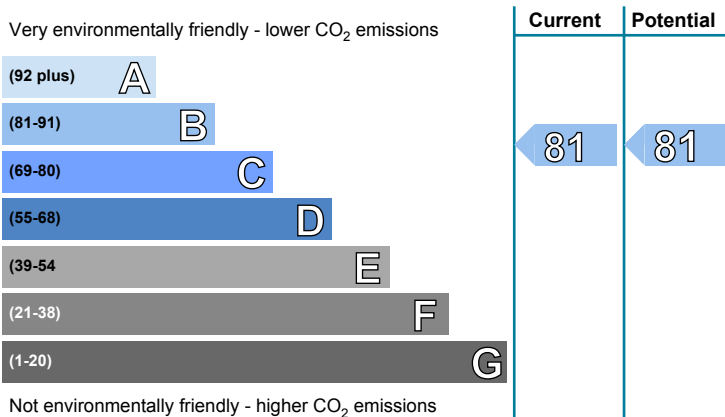 Very environmentally friendly - lower CO₂ emissions
Current Potential
(92 plus) A
(81-91) B
81 81
(69-80) C
(55-68) D
(39-54 E
(21-38) F
(1-20) G
Not environmentally friendly - higher CO₂ emissions